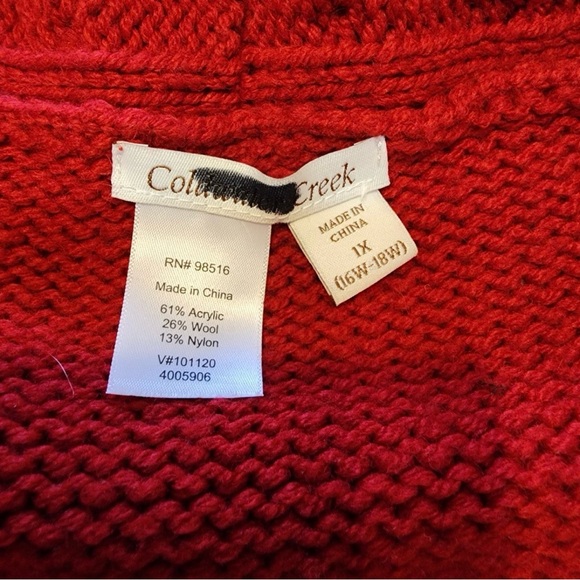 Creek
MADE IN
CHINA
1X
(16W-18W)
RN# 98516
Made in China
61% Acrylic
26% Wool
13% Nylon
V#101120
4005906